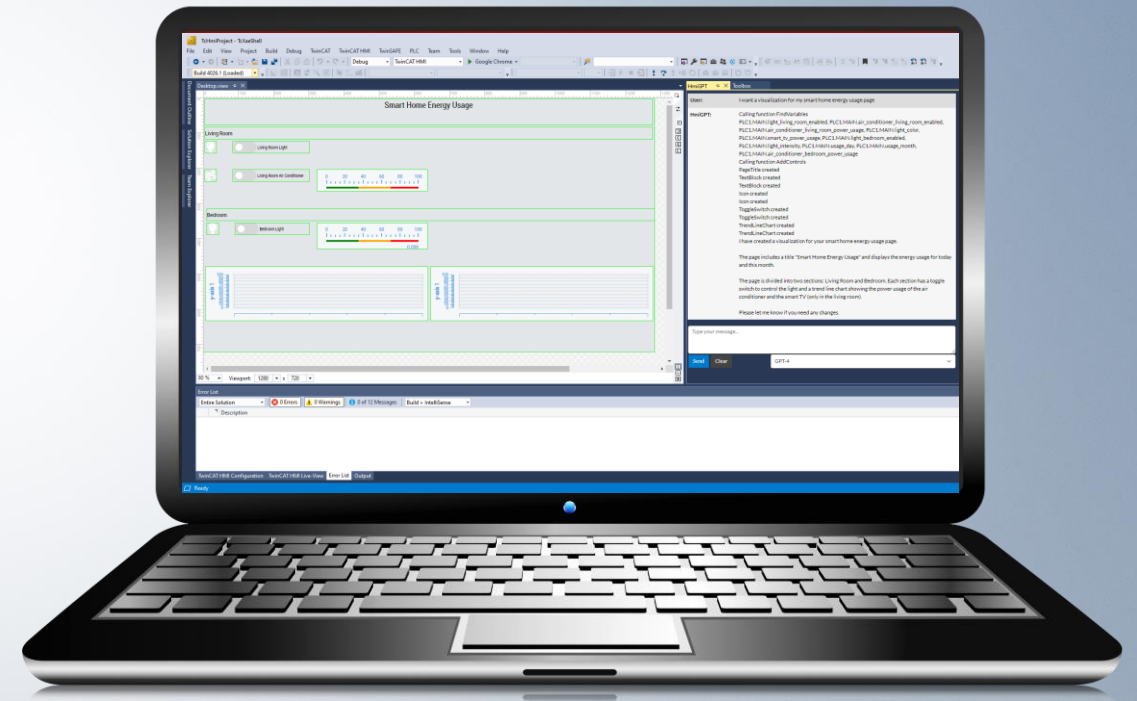 TcHmiProject - TcXaeShell
File Edit View Project Build Debug TwinCAT TwinCAT HMI TwinSAFE PLC Team Tools Window Help
Debug TwinCAT HMI Google Chrome
Build 4026.1 (Loaded)
Document Outline
Solution Explorer
Team Explorer
Desktop.view
Smart Home Energy Usage
Living Room
Living Room Light
Living Room Air Conditioner
0 20 40 60 80 100
Bedroom
Bedroom Light
0 20 40 60 80 100
0.000
90 % Viewport: 1280 x 720
HmiGPT Toolbox
User: I want a visualization for my smart home energy usage page
HmiGPT: Calling function FindVariables
PLC1.MAIN.light_living_room_enabled, PLC1.MAIN.air_conditioner_living_room_enabled,
PLC1.MAIN.air_conditioner_living_room_power_usage, PLC1.MAIN.light_color,
PLC1.MAIN.smart_tv_power_usage, PLC1.MAIN.light_bedroom_enabled,
PLC1.MAIN.light_intensity, PLC1.MAIN.usage_day, PLC1.MAIN.usage_month,
PLC1.MAIN.air_conditioner_bedroom_power_usage
Calling function AddControls
PageTitle created
TextBlock created
TextBlock created
Icon created
Icon created
ToggleSwitch created
ToggleSwitch created
TrendLineChart created
TrendLineChart created
I have created a visualization for your smart home energy usage page.
The page includes a title "Smart Home Energy Usage" and displays the energy usage for today
and this month.
The page is divided into two sections: Living Room and Bedroom. Each section has a toggle
switch to control the light and a trend line chart showing the power usage of the air
conditioner and the smart TV (only in the living room).
Please let me know if you need any changes.
Type your message...
Send Clear GPT-4
Error List
Entire Solution 0 Errors 0 Warnings 0 of 12 Messages Build + IntelliSense
Description
TwinCAT HMI Configuration TwinCAT HMI Live-View Error List Output
Ready